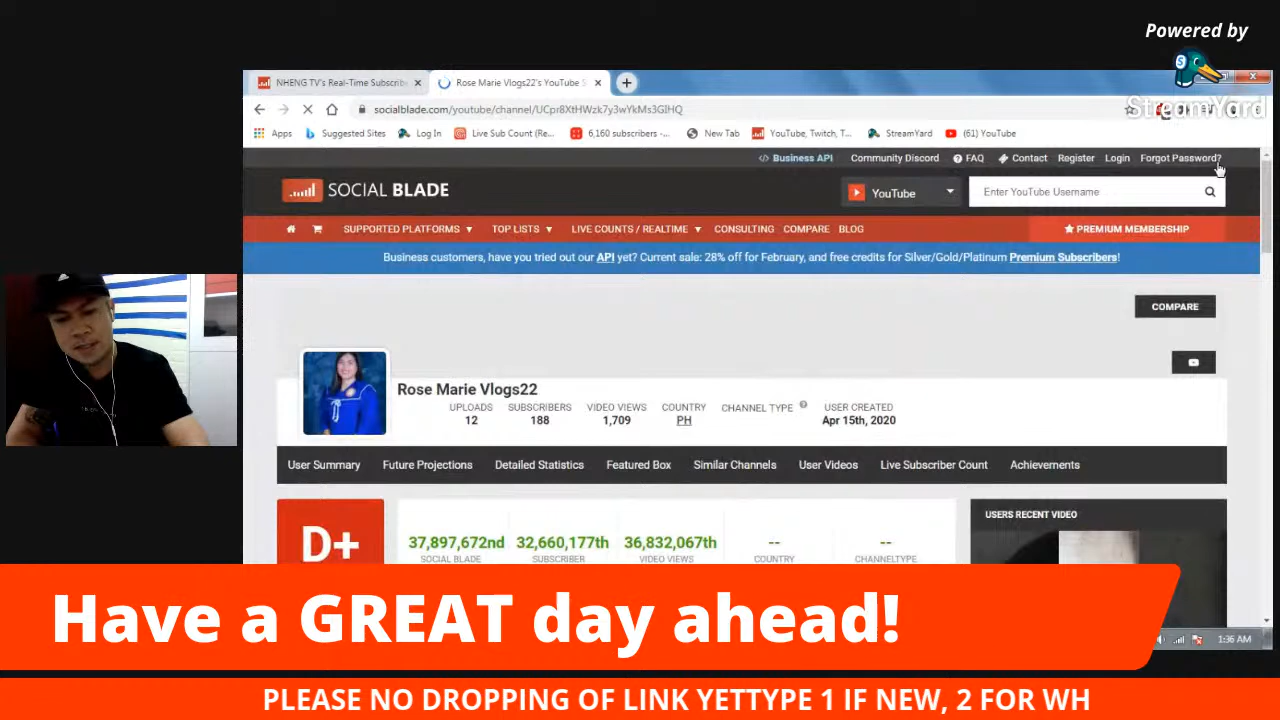 Powered by
StreamYard
NHENG TV's Real-Time Subscrib
Rose Marie Vlogs22's YouTube S
socialblade.com/youtube/channel/UCpr8XtHWzk7y3wYkMs3GIHQ
Apps Suggested Sites Log In Live Sub Count (Re... 6,160 subscribers -... New Tab YouTube, Twitch, T... StreamYard (61) YouTube
</> Business API Community Discord FAQ Contact Register Login Forgot Password?
SOCIAL BLADE
YouTube
Enter YouTube Username
SUPPORTED PLATFORMS TOP LISTS LIVE COUNTS / REALTIME CONSULTING COMPARE BLOG PREMIUM MEMBERSHIP
Business customers, have you tried out our API yet? Current sale: 28% off for February, and free credits for Silver/Gold/Platinum Premium Subscribers!
COMPARE
Rose Marie Vlogs22
UPLOADS SUBSCRIBERS VIDEO VIEWS COUNTRY CHANNEL TYPE USER CREATED
12 188 1,709 PH Apr 15th, 2020
User Summary Future Projections Detailed Statistics Featured Box Similar Channels User Videos Live Subscriber Count Achievements
D+
37,897,672nd 32,660,177th 36,832,067th -- --
SOCIAL BLADE SUBSCRIBER VIDEO VIEWS COUNTRY CHANNELTYPE
USERS RECENT VIDEO
Have a GREAT day ahead!
1:36 AM
PLEASE NO DROPPING OF LINK YETTYPE 1 IF NEW, 2 FOR WH